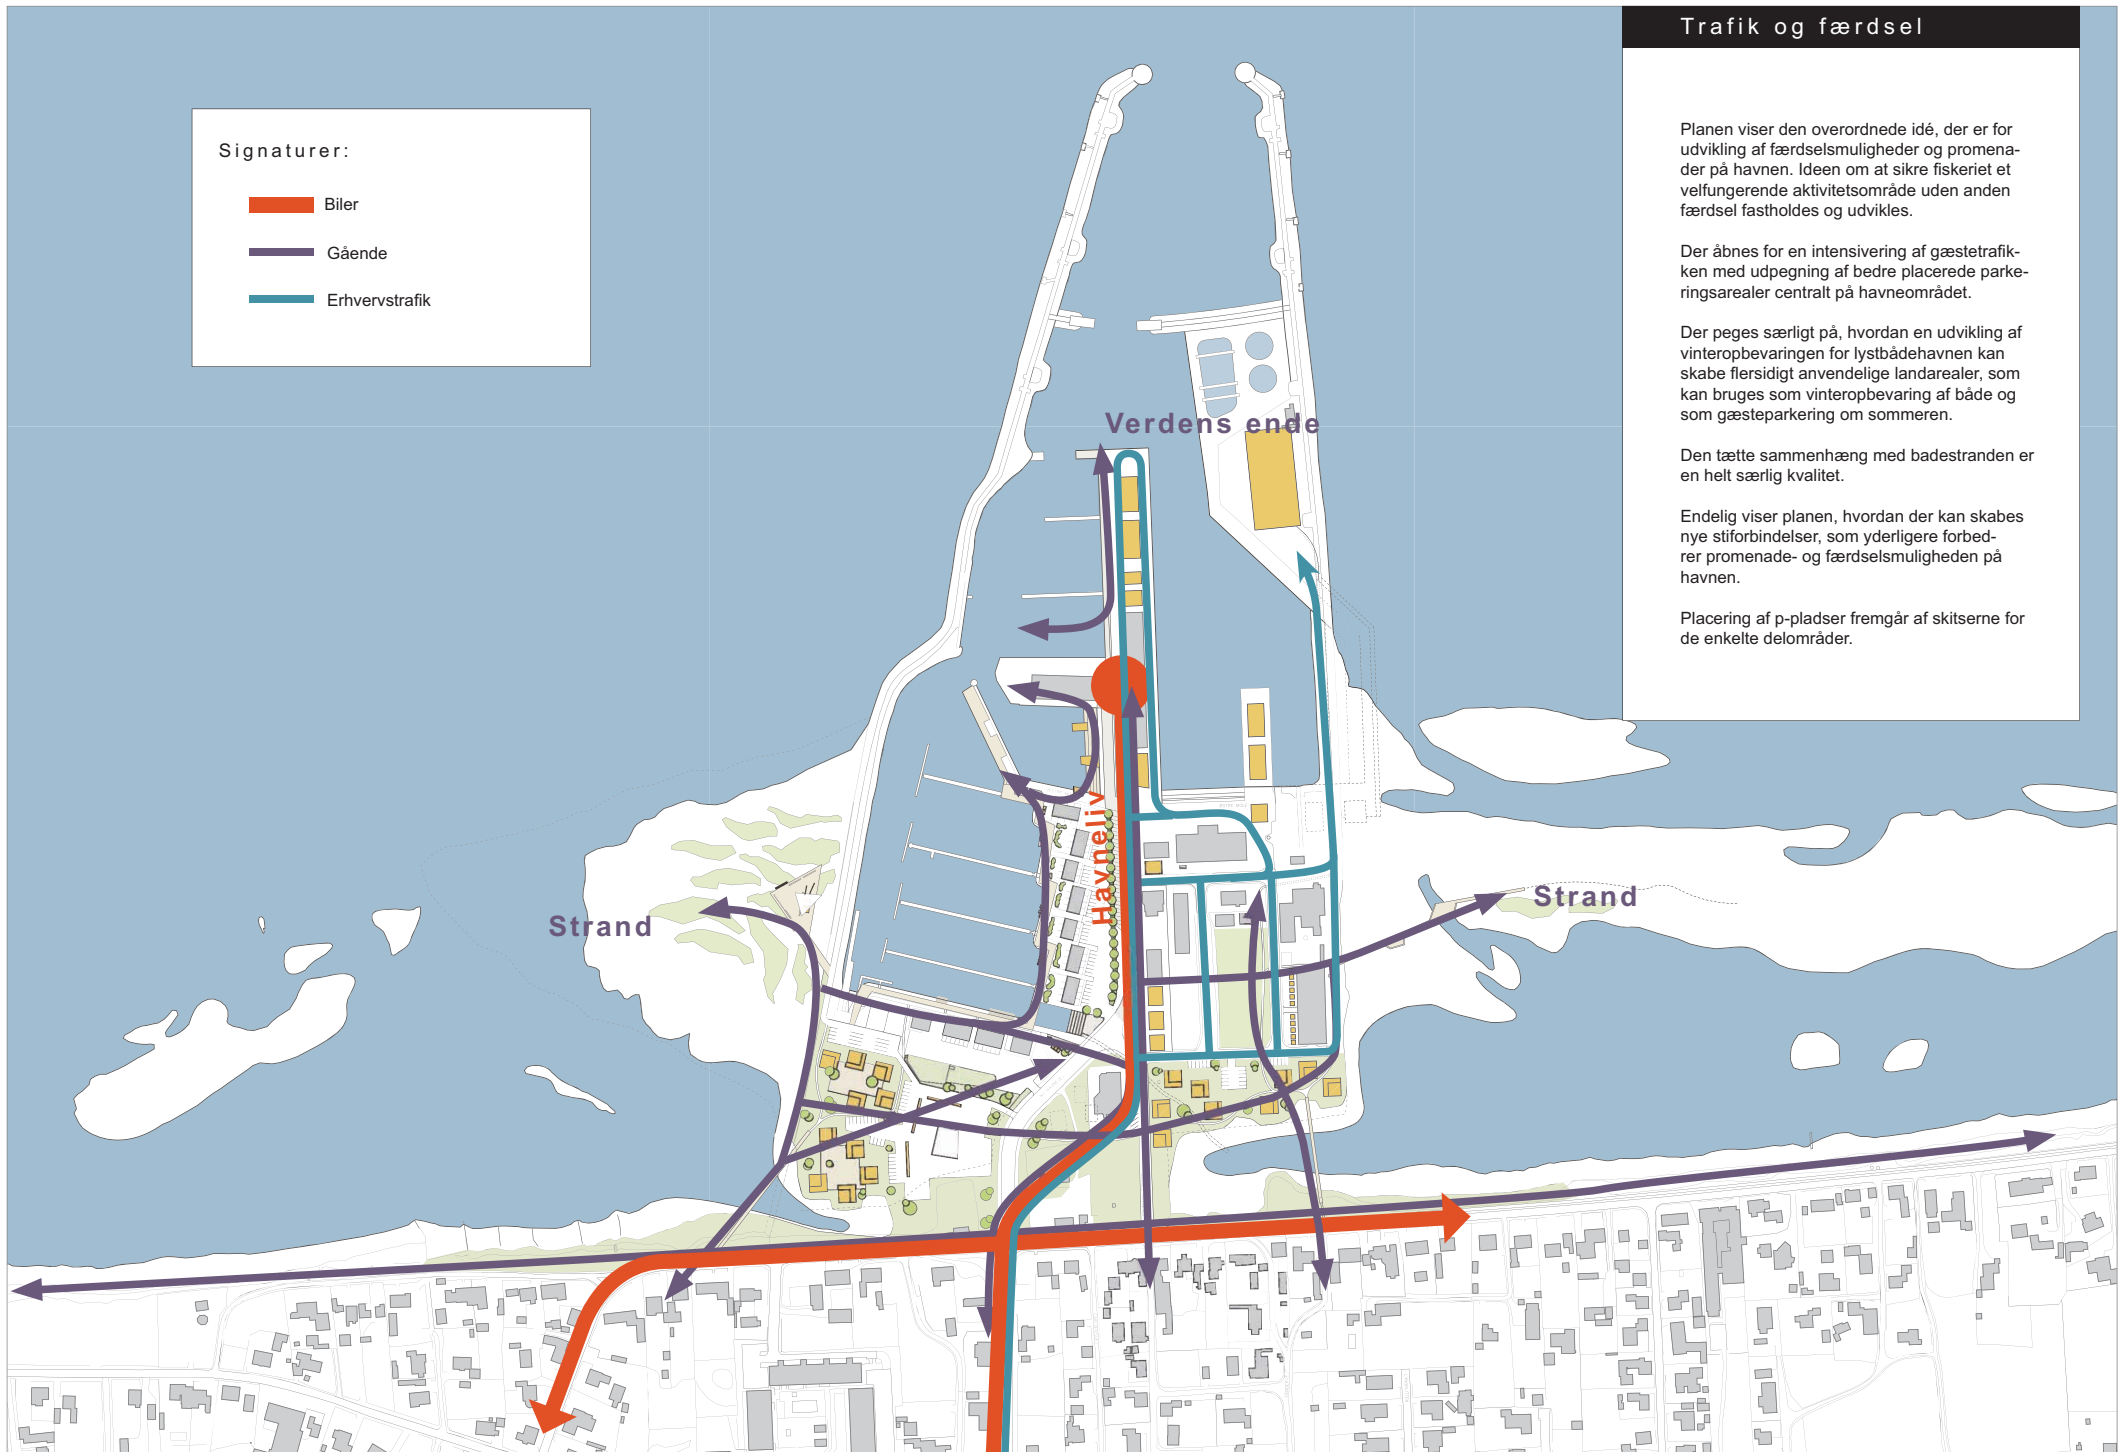 Trafik og færdsel
Signaturer:
Biler
Gående
Erhvervstrafik
Planen viser den overordnede idé, der er for
udvikling af færdselsmuligheder og promena-
der på havnen. Ideen om at sikre fiskeriet et
velfungerende aktivitetsområde uden anden
færdsel fastholdes og udvikles.
Der åbnes for en intensivering af gæstetrafik-
ken med udpegning af bedre placerede parke-
ringsarealer centralt på havneområdet.
Der peges særligt på, hvordan en udvikling af
vinteropbevaringen for lystbådehavnen kan
skabe flersidigt anvendelige landarealer, som
kan bruges som vinteropbevaring af både og
som gæsteparkering om sommeren.
Den tætte sammenhæng med badestranden er
en helt særlig kvalitet.
Endelig viser planen, hvordan der kan skabes
nye stiforbindelser, som yderligere forbed-
rer promenade- og færdselsmuligheden på
havnen.
Placering af p-pladser fremgår af skitserne for
de enkelte delområder.
Verdens ende
Havneliv
Strand
Strand